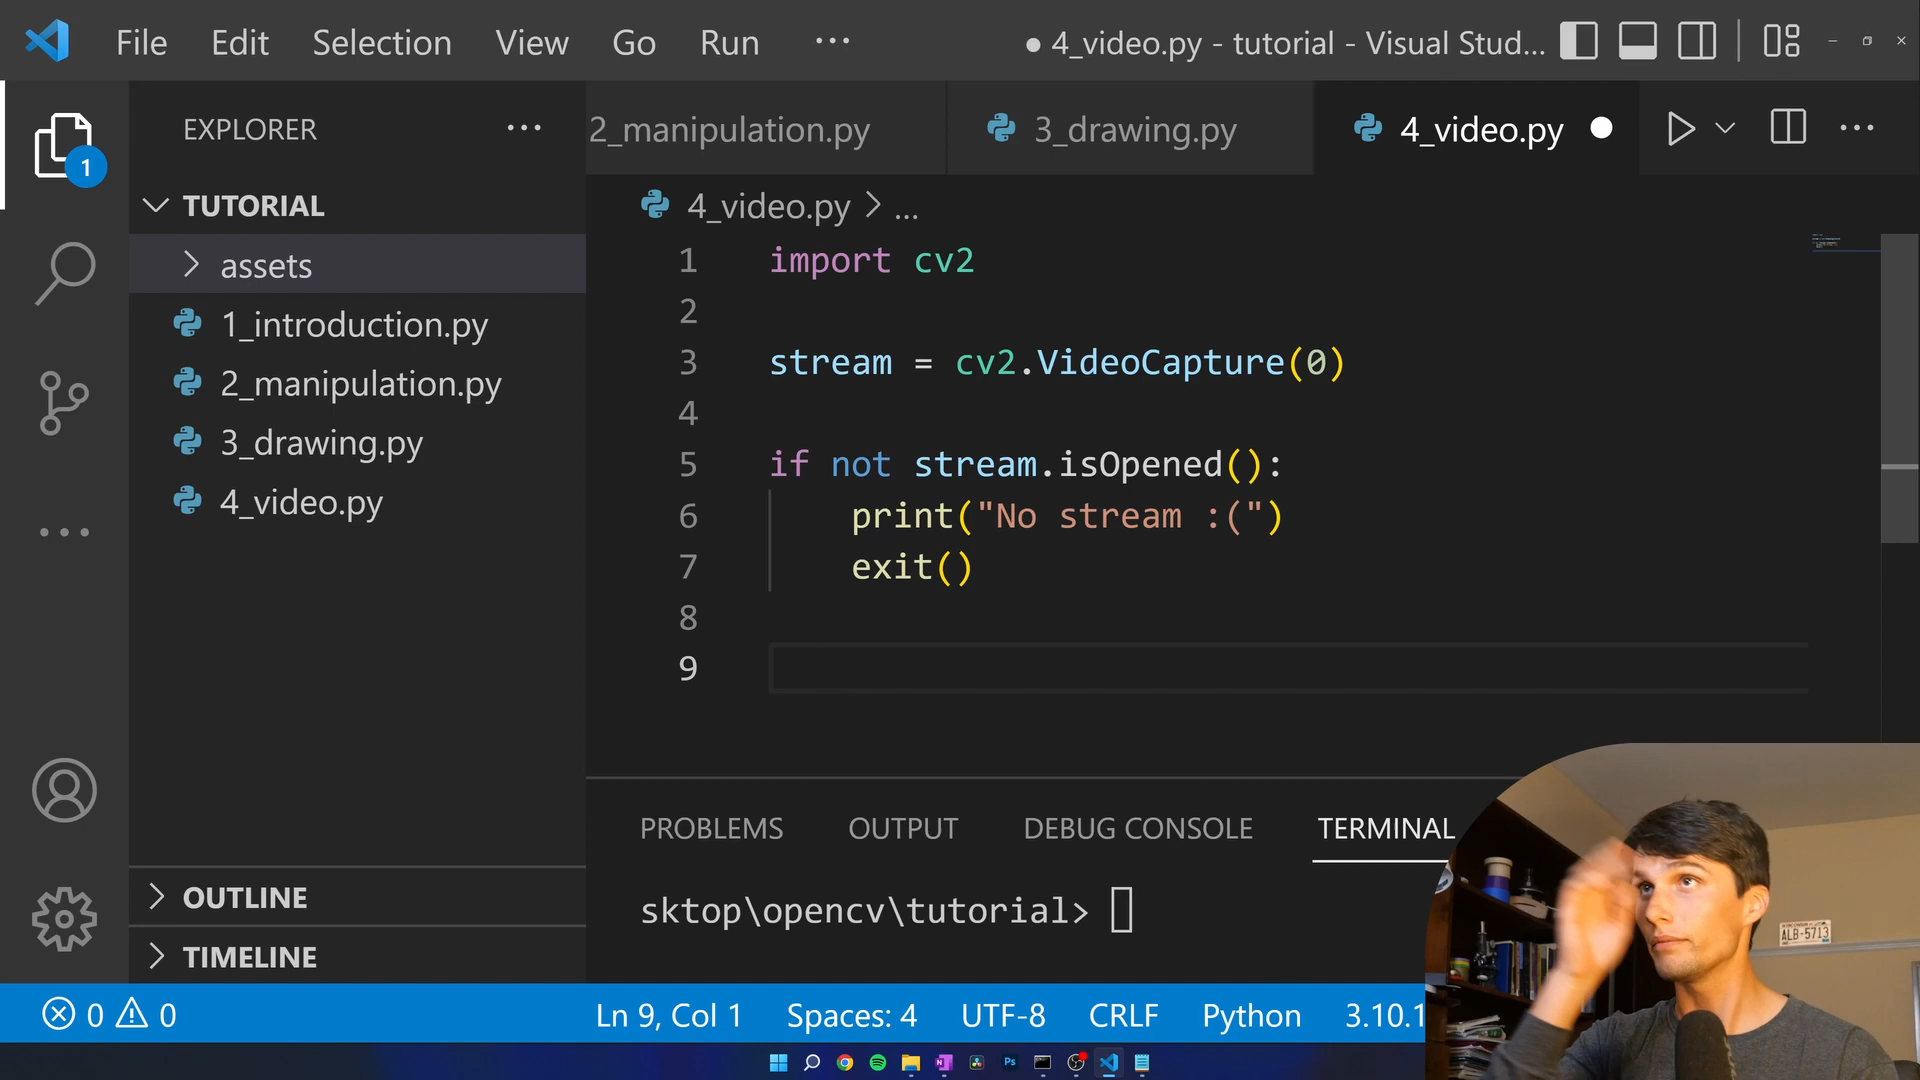 File Edit Selection View Go Run ··· ● 4_video.py - tutorial - Visual Stud...
EXPLORER ···
2_manipulation.py 3_drawing.py 4_video.py
1
TUTORIAL
assets
1_introduction.py
2_manipulation.py
3_drawing.py
4_video.py
OUTLINE
TIMELINE
4_video.py > ...
1 import cv2
2
3 stream = cv2.VideoCapture(0)
4
5 if not stream.isOpened():
6 print("No stream :(")
7 exit()
8
9
PROBLEMS OUTPUT DEBUG CONSOLE TERMINAL
sktop\opencv\tutorial>
ALB-5713
0 0 Ln 9, Col 1 Spaces: 4 UTF-8 CRLF Python 3.10.1
Ps